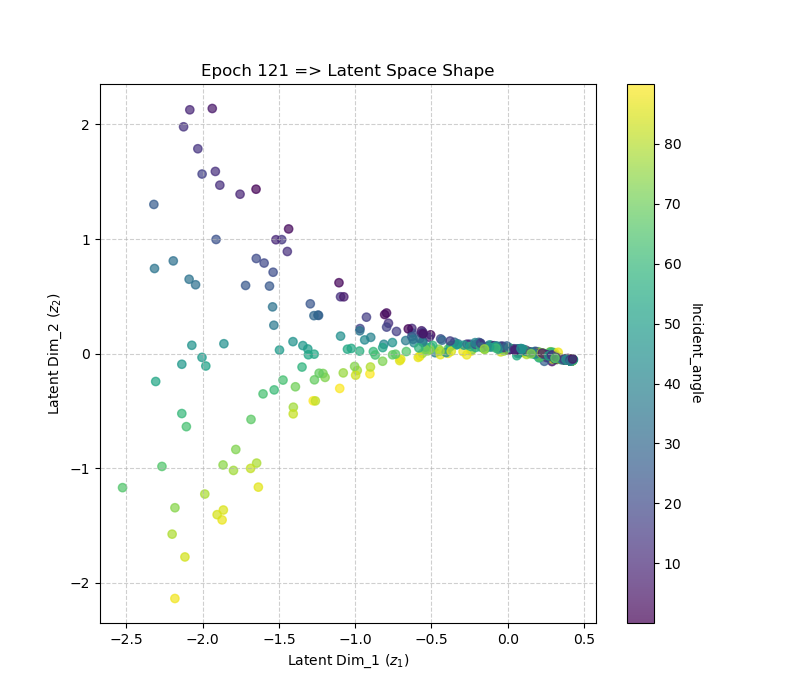 Epoch 121 => Latent Space Shape
Latent Dim_2 (z₂)
2
1
0
−1
−2
−2.5 −2.0 −1.5 −1.0 −0.5 0.0 0.5
Latent Dim_1 (z₁)
80
70
60
50
40
30
20
10
Incident_angle